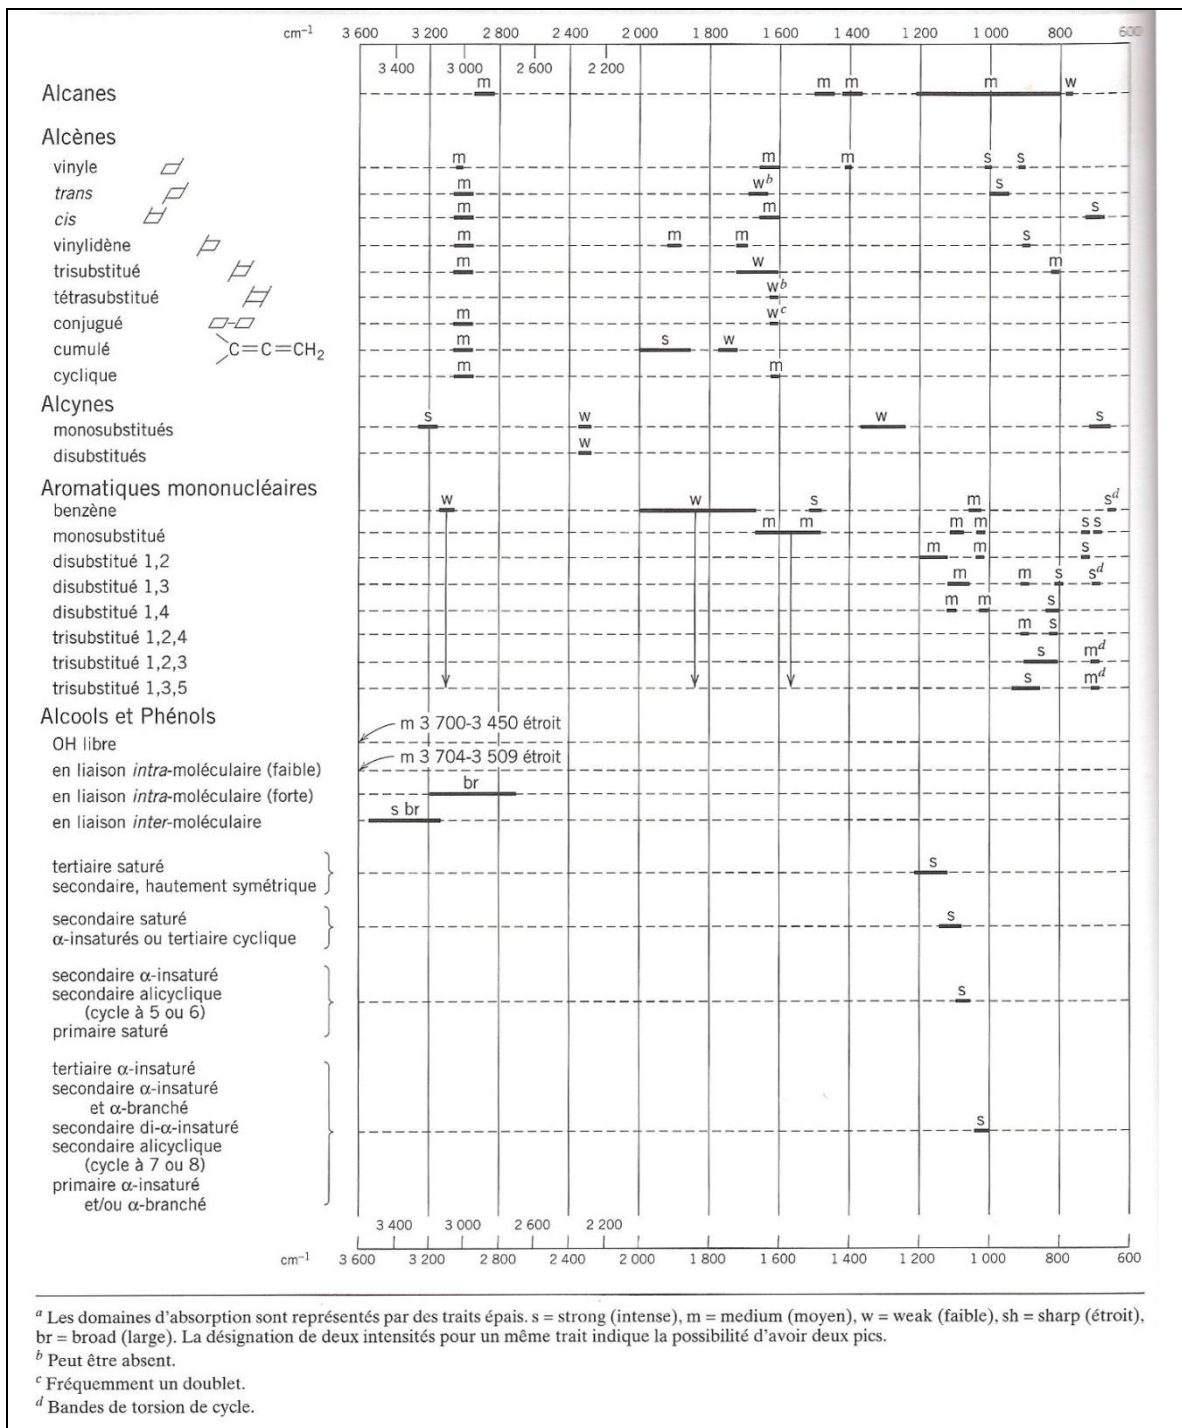 cm⁻¹ 3 600 3 200 2 800 2 400 2 000 1 800 1 600 1 400 1 200 1 000 800 600
3 400 3 000 2 600 2 200
Alcanes m m m m w
Alcènes
vinyle m m m s s
trans m wᵇ s
cis m m s
vinylidène m m m s
trisubstitué m w m
tétrasubstitué wᵇ
conjugué m wᶜ
cumulé C=C=CH₂ m s w
cyclique m m
Alcynes
monosubstitués s w w s
disubstitués w
Aromatiques mononucléaires
benzène w w s m sᵈ
monosubstitué m m m m s s
disubstitué 1,2 m m s
disubstitué 1,3 m m s sᵈ
disubstitué 1,4 m m s
trisubstitué 1,2,4 m s
trisubstitué 1,2,3 s mᵈ
trisubstitué 1,3,5 s mᵈ
Alcools et Phénols
m 3 700-3 450 étroit
OH libre
m 3 704-3 509 étroit
en liaison intra-moléculaire (faible)
en liaison intra-moléculaire (forte) br
en liaison inter-moléculaire s br
tertiaire saturé
secondaire, hautement symétrique s
secondaire saturé
α-insaturés ou tertiaire cyclique s
secondaire α-insaturé
secondaire alicyclique s
(cycle à 5 ou 6)
primaire saturé
tertiaire α-insaturé
secondaire α-insaturé
et α-branché
secondaire di-α-insaturé s
secondaire alicyclique
(cycle à 7 ou 8)
primaire α-insaturé
et/ou α-branché
3 400 3 000 2 600 2 200
cm⁻¹ 3 600 3 200 2 800 2 400 2 000 1 800 1 600 1 400 1 200 1 000 800 600
ᵃ Les domaines d'absorption sont représentés par des traits épais. s = strong (intense), m = medium (moyen), w = weak (faible), sh = sharp (étroit),
br = broad (large). La désignation de deux intensités pour un même trait indique la possibilité d'avoir deux pics.
ᵇ Peut être absent.
ᶜ Fréquemment un doublet.
ᵈ Bandes de torsion de cycle.